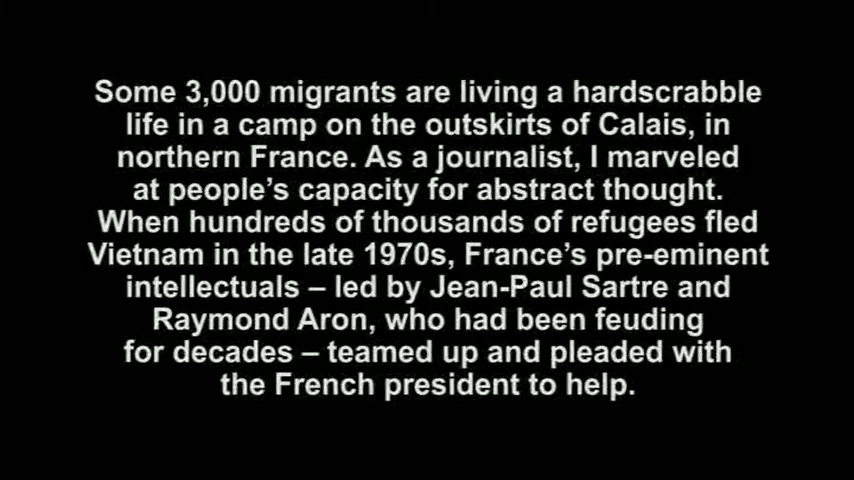 Some 3,000 migrants are living a hardscrabble
life in a camp on the outskirts of Calais, in
northern France. As a journalist, I marveled
at people’s capacity for abstract thought.
When hundreds of thousands of refugees fled
Vietnam in the late 1970s, France’s pre-eminent
intellectuals – led by Jean-Paul Sartre and
Raymond Aron, who had been feuding
for decades – teamed up and pleaded with
the French president to help.